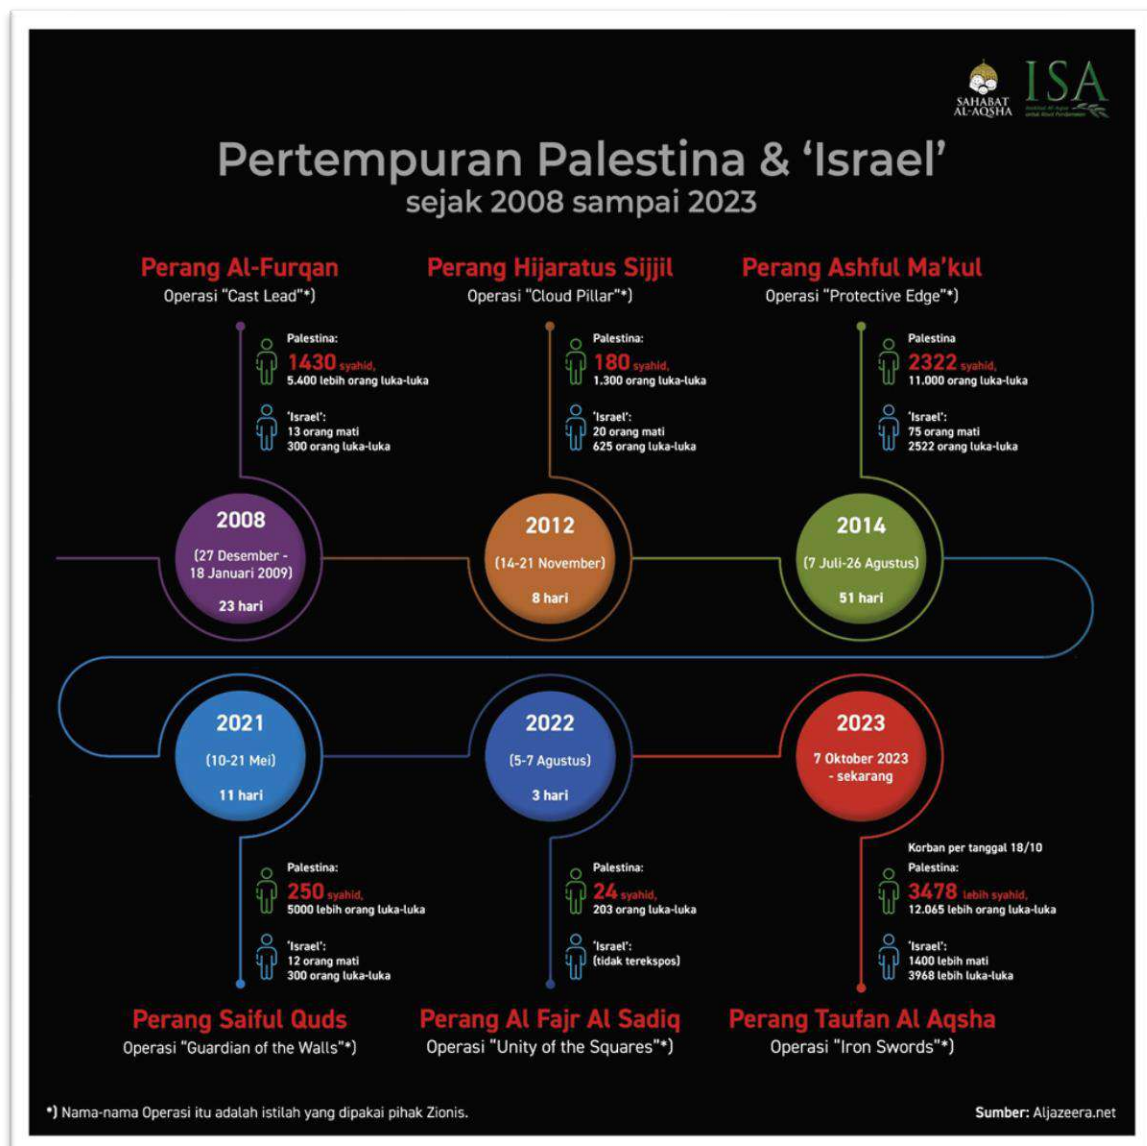 SAHABAT
AL-AQSHA
ISA
Pertempuran Palestina & ‘Israel’
sejak 2008 sampai 2023
Perang Al-Furqan
Operasi “Cast Lead”*)
Palestina:
1430 syahid,
5.400 lebih orang luka-luka
‘Israel’:
13 orang mati
300 orang luka-luka
2008
(27 Desember -
18 Januari 2009)
23 hari
Perang Hijaratus Sijjil
Operasi “Cloud Pillar”*)
Palestina:
180 syahid,
1.300 orang luka-luka
‘Israel’:
20 orang mati
625 orang luka-luka
2012
(14-21 November)
8 hari
Perang Ashful Ma’kul
Operasi “Protective Edge”*)
Palestina
2322 syahid,
11.000 orang luka-luka
‘Israel’:
75 orang mati
2522 orang luka-luka
2014
(7 Juli-26 Agustus)
51 hari
2021
(10-21 Mei)
11 hari
Palestina:
250 syahid,
5000 lebih orang luka-luka
‘Israel’:
12 orang mati
300 orang luka-luka
Perang Saiful Quds
Operasi “Guardian of the Walls”*)
2022
(5-7 Agustus)
3 hari
Palestina:
24 syahid,
203 orang luka-luka
‘Israel’:
(tidak terekspos)
Perang Al Fajr Al Sadiq
Operasi “Unity of the Squares”*)
2023
7 Oktober 2023
- sekarang
Korban per tanggal 18/10
Palestina:
3478 lebih syahid,
12.065 lebih orang luka-luka
‘Israel’:
1400 lebih mati
3968 lebih luka-luka
Perang Taufan Al Aqsha
Operasi “Iron Swords”*)
*) Nama-nama Operasi itu adalah istilah yang dipakai pihak Zionis.
Sumber: Aljazeera.net